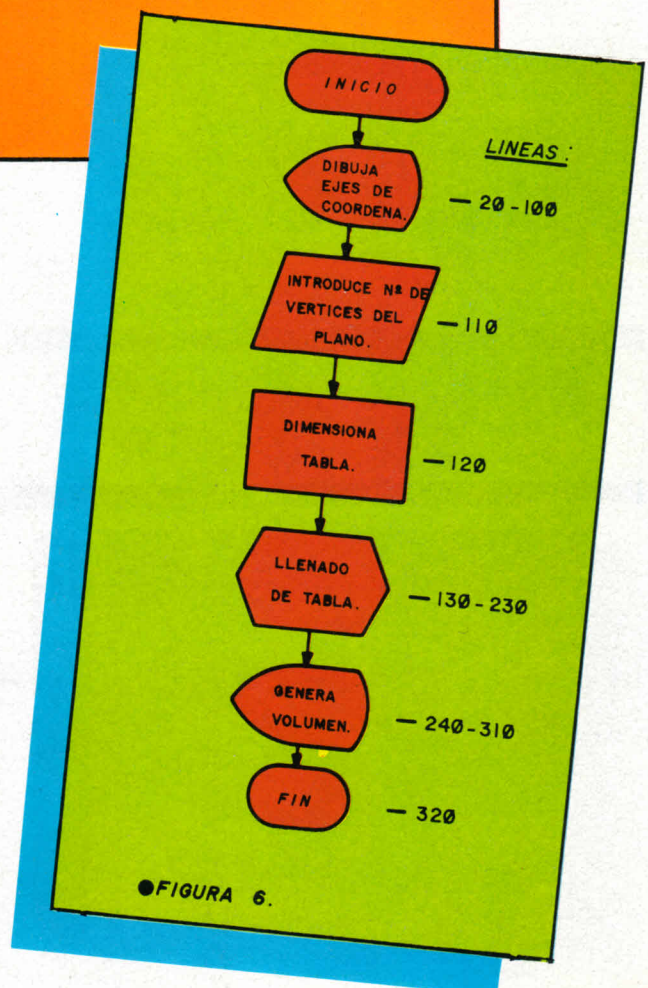 INICIO
LINEAS:
DIBUJA
EJES DE
COORDENA.
— 20-100
INTRODUCE Nº DE
VERTICES DEL
PLANO.
— 110
DIMENSIONA
TABLA.
— 120
LLENADO
DE TABLA.
— 130-230
GENERA
VOLUMEN.
— 240-310
FIN
— 320
●FIGURA 6.